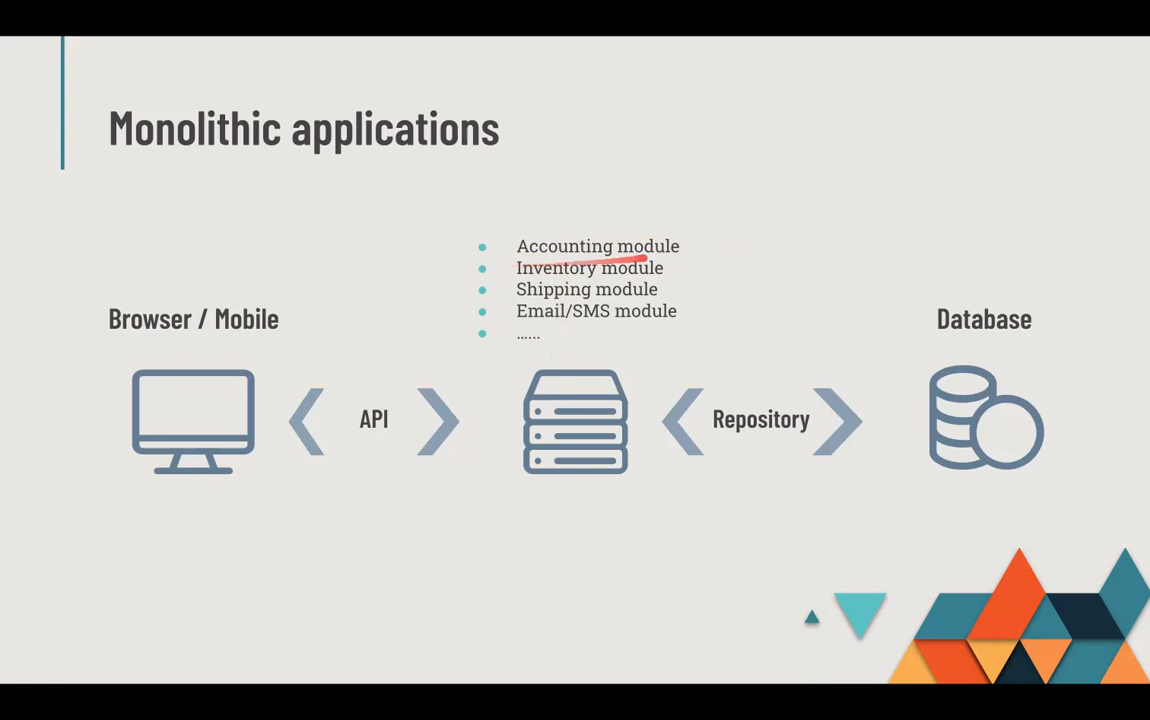 Monolithic applications
Accounting module
Inventory module
Shipping module
Email/SMS module
......
Browser / Mobile
Database
API
Repository